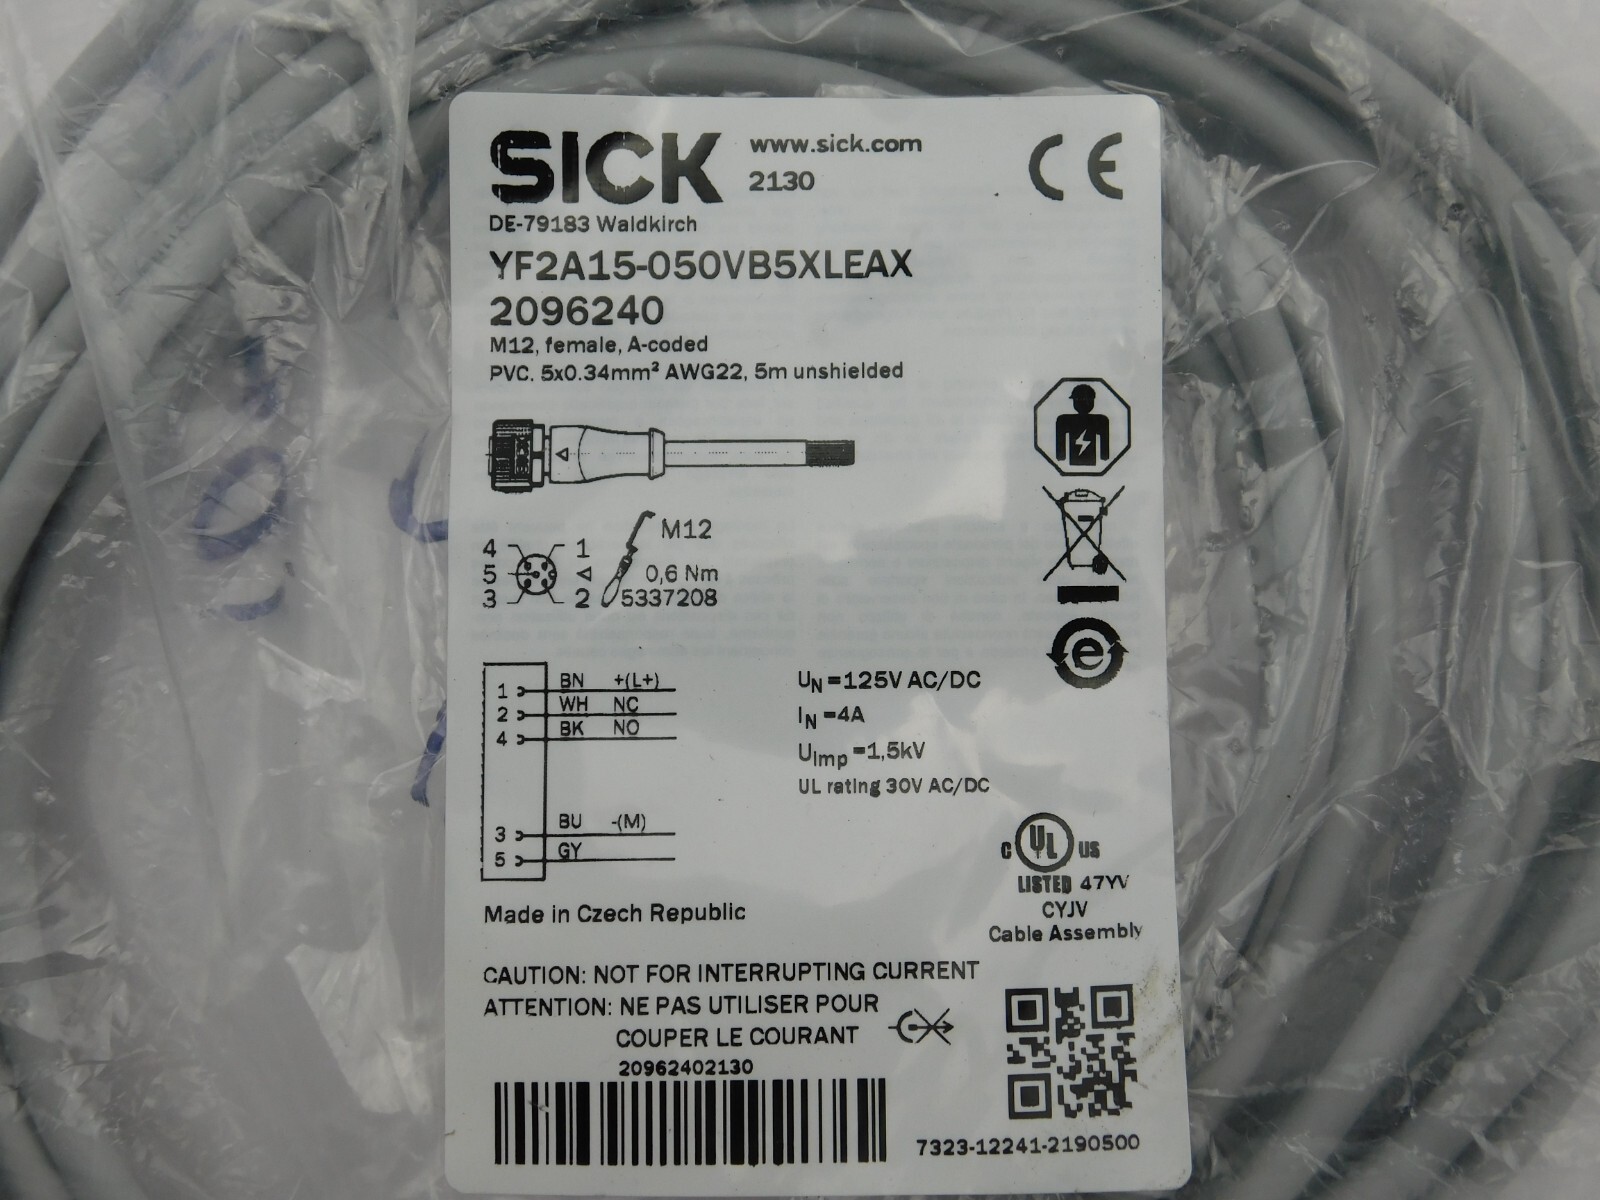 SICK www.sick.com
2130
DE-79183 Waldkirch
CE
YF2A15-050VB5XLEAX
2096240
M12, female, A-coded
PVC. 5x0.34mm² AWG22, 5m unshielded
M12
0,6 Nm
5337208
4 1
5
3 2
1 BN +(L+)
2 WH NC
4 BK NO
3 BU -(M)
5 GY
e
UN=125V AC/DC
IN=4A
UImp=1,5kV
UL rating 30V AC/DC
C UL US
LISTED 47YV
CYJV
Cable Assembly
Made in Czech Republic
CAUTION: NOT FOR INTERRUPTING CURRENT
ATTENTION: NE PAS UTILISER POUR
COUPER LE COURANT
20962402130
7323-12241-2190500